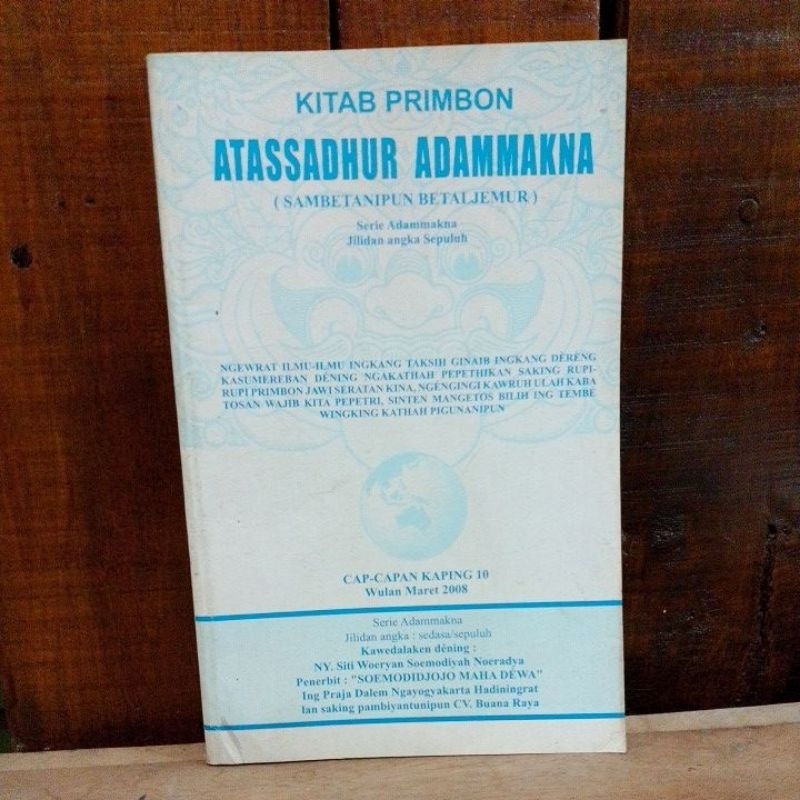 KITAB PRIMBON
ATASSADHUR ADAMMAKNA
( SAMBETANIPUN BETALJEMUR )
Serie Adammakna
Jilidan angka Sepuluh
NGEWRAT ILMU-ILMU INGKANG TAKSIH GINAIB INGKANG DÈRÈNG
KASUMEREBAN DÉNING NGAKATHAH PEPETHIKAN SAKING RUPI-
RUPI PRIMBON JAWI SERATAN KINA, NGÉNGINGI KAWRUH ULAH KABA
TOSAN WAJIB KITA PEPETRI, SINTEN MANGETOS BILIH ING TEMBE
WINGKING KATHAH PIGUNANIPUN
CAP-CAPAN KAPING 10
Wulan Maret 2008
Serie Adammakna
Jilidan angka : sedasa/sepuluh
Kawedalaken déning :
NY. Siti Woeryan Soemodiyah Noeradya
Penerbit : "SOEMODIDJOJO MAHA DÉWA"
Ing Praja Dalem Ngayogyakarta Hadiningrat
lan saking pambiyantunipun CV. Buana Raya